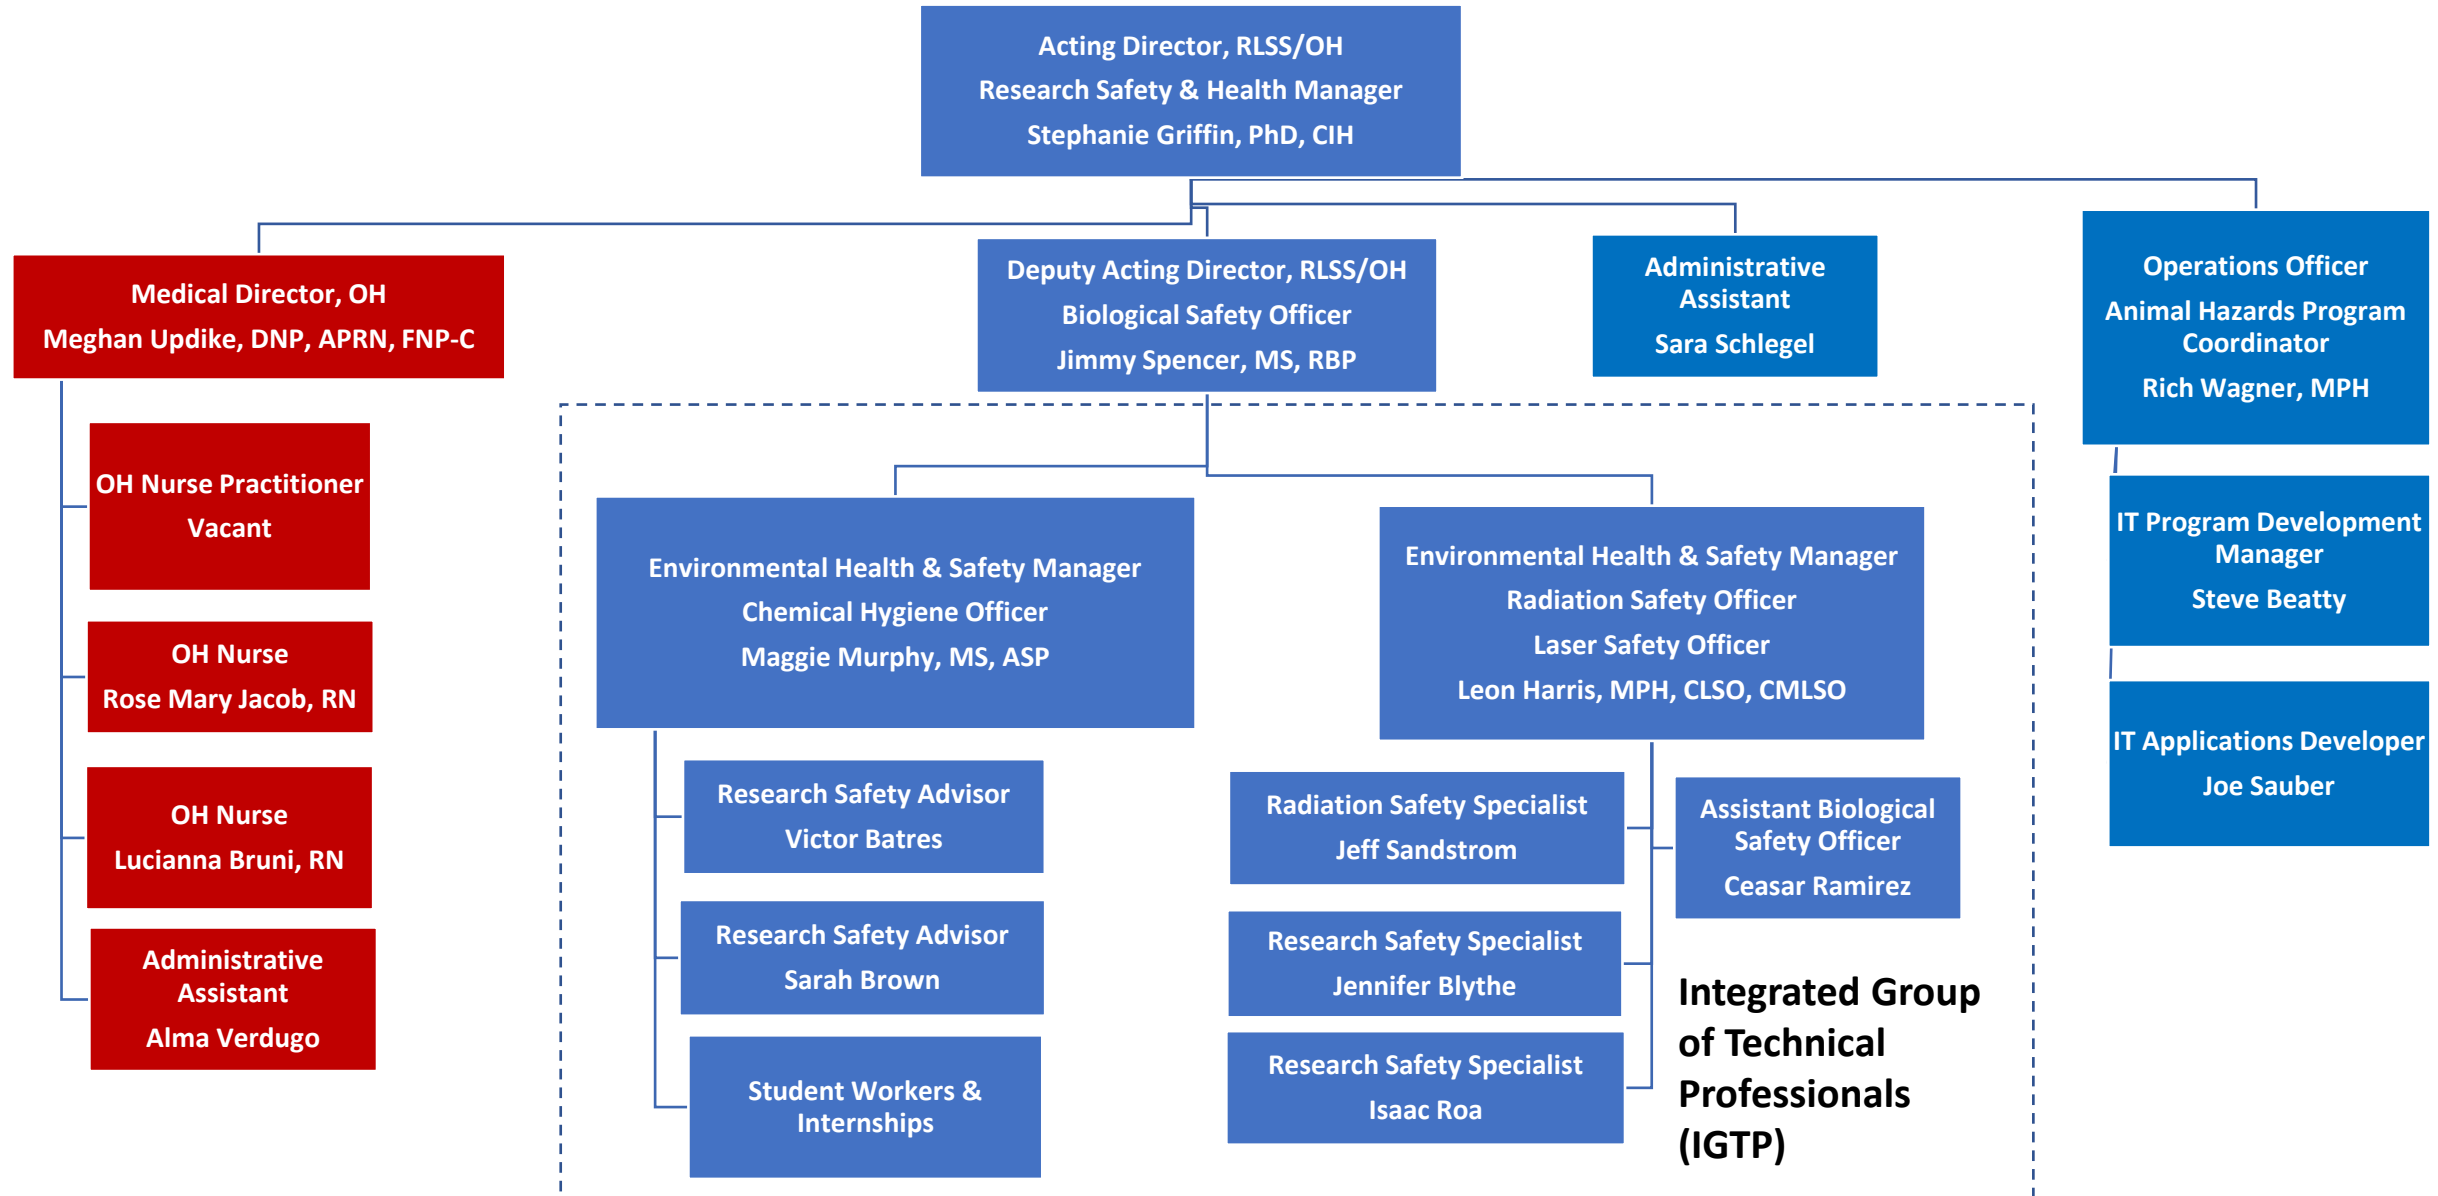 Acting Director, RLSS/OH
Research Safety & Health Manager
Stephanie Griffin, PhD, CIH
Medical Director, OH
Meghan Updike, DNP, APRN, FNP-C
Deputy Acting Director, RLSS/OH
Biological Safety Officer
Jimmy Spencer, MS, RBP
Administrative
Assistant
Sara Schlegel
Operations Officer
Animal Hazards Program
Coordinator
Rich Wagner, MPH
OH Nurse Practitioner
Vacant
OH Nurse
Rose Mary Jacob, RN
OH Nurse
Lucianna Bruni, RN
Administrative
Assistant
Alma Verdugo
Environmental Health & Safety Manager
Chemical Hygiene Officer
Maggie Murphy, MS, ASP
Research Safety Advisor
Victor Batres
Research Safety Advisor
Sarah Brown
Student Workers &
Internships
Environmental Health & Safety Manager
Radiation Safety Officer
Laser Safety Officer
Leon Harris, MPH, CLSO, CMLSO
Radiation Safety Specialist
Jeff Sandstrom
Assistant Biological
Safety Officer
Ceasar Ramirez
Research Safety Specialist
Jennifer Blythe
Research Safety Specialist
Isaac Roa
Integrated Group
of Technical
Professionals
(IGTP)
IT Program Development
Manager
Steve Beatty
IT Applications Developer
Joe Sauber